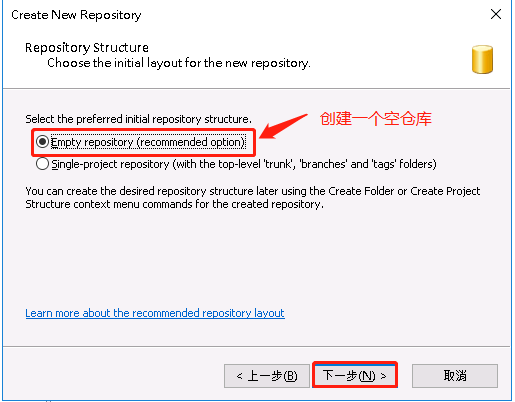 Create New Repository
Repository Structure
Choose the initial layout for the new repository.
Select the preferred initial repository structure.
创建一个空仓库
Empty repository (recommended option)
Single-project repository (with the top-level 'trunk', 'branches' and 'tags' folders)
You can create the desired repository structure later using the Create Folder or Create Project
Structure context menu commands for the created repository.
Learn more about the recommended repository layout
< 上一步(B)
下一步(N) >
取消